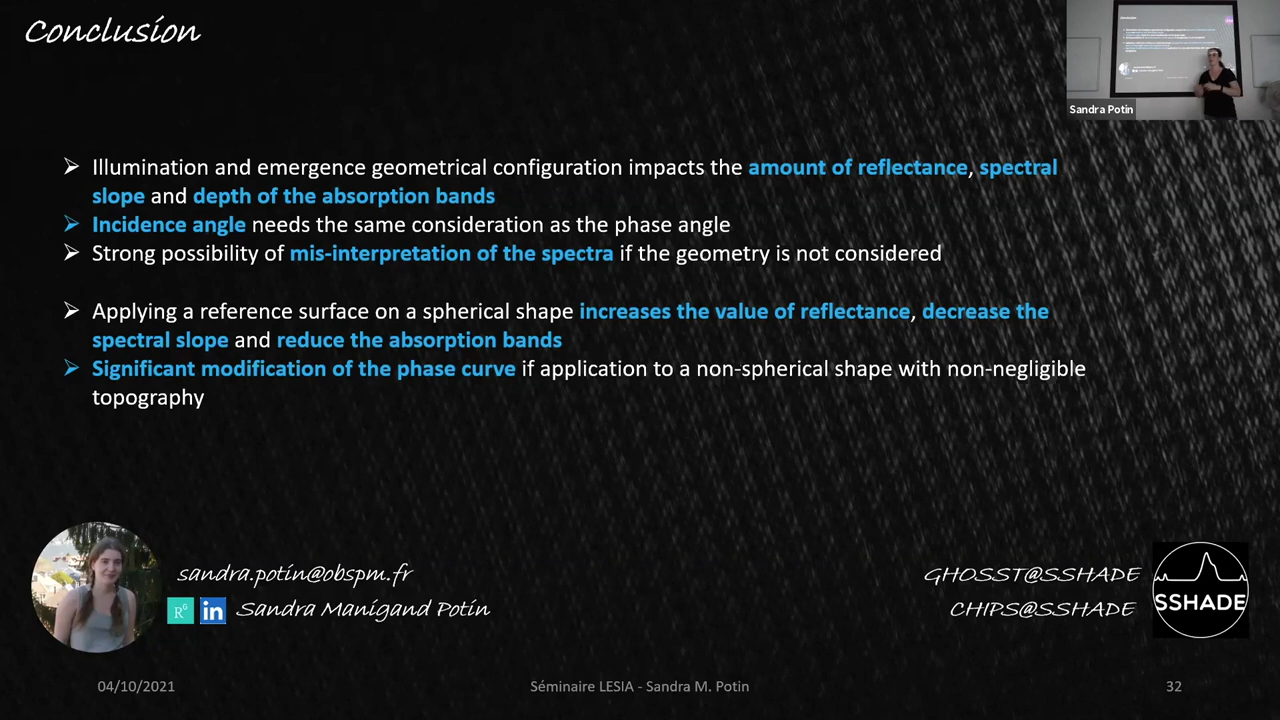 Conclusion
Sandra Potin
➢ Illumination and emergence geometrical configuration impacts the amount of reflectance, spectral
slope and depth of the absorption bands
➢ Incidence angle needs the same consideration as the phase angle
➢ Strong possibility of mis-interpretation of the spectra if the geometry is not considered
➢ Applying a reference surface on a spherical shape increases the value of reflectance, decrease the
spectral slope and reduce the absorption bands
➢ Significant modification of the phase curve if application to a non-spherical shape with non-negligible
topography
sandra.potin@obspm.fr
RG in Sandra Manigand Potin
GHOSST@SSHADE
CHIPS@SSHADE
SSHADE
04/10/2021
Séminaire LESIA - Sandra M. Potin
32